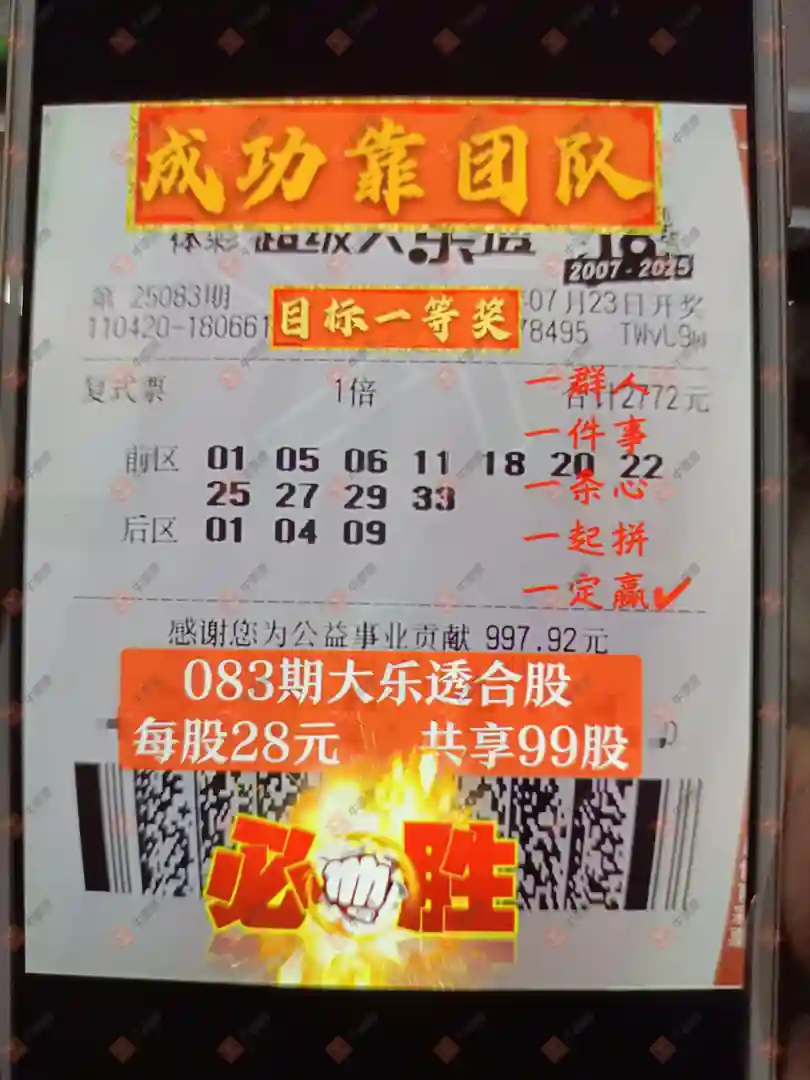 成功靠团队
体彩 超级大乐透 18
2007-2025
第 25083期
07月23日开奖
目标一等奖
110420-180661
78495 TWvL9w
复式票 1倍 合计2772元
一群人
一件事
一条心
一起拼
一定赢✔
前区 01 05 06 11 18 20 22
25 27 29 33
后区 01 04 09
感谢您为公益事业贡献 997.92元
083期大乐透合股
每股28元 共享99股
必胜